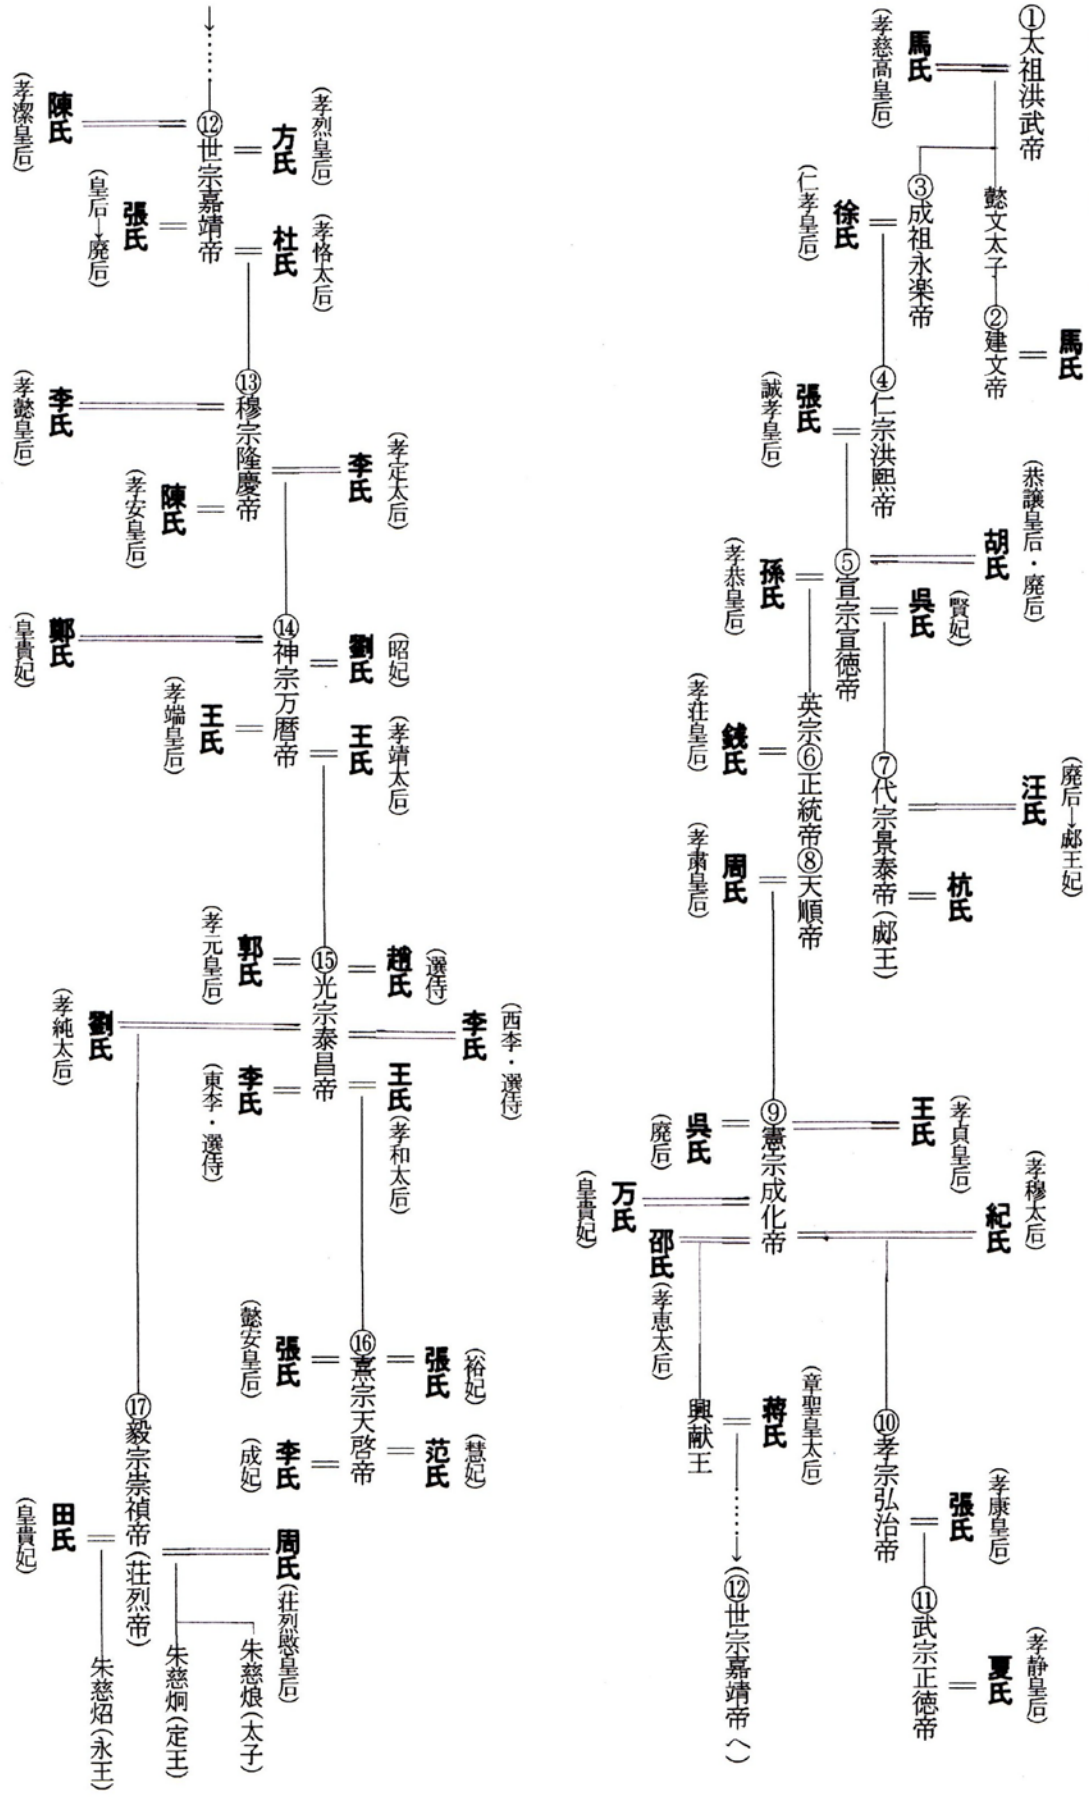 ①太祖洪武帝
馬氏
(孝慈高皇后)
懿文太子
②建文帝
馬氏
③成祖永楽帝
徐氏
(仁孝皇后)
④仁宗洪熙帝
張氏
(誠孝皇后)
⑤宣宗宣徳帝
胡氏
(恭譲皇后・廃后)
呉氏
(賢妃)
孫氏
(孝恭皇后)
英宗⑥正統帝⑧天順帝
銭氏
(孝荘皇后)
周氏
(孝粛皇后)
⑦代宗景泰帝(郕王)
汪氏
(廃后→郕王妃)
杭氏
⑨憲宗成化帝
王氏
(孝貞皇后)
呉氏
(廃后)
万氏
(皇貴妃)
紀氏
(孝穆太后)
邵氏(孝恵太后)
興献王
蒋氏
(章聖皇太后)
(⑫世宗嘉靖帝へ)
⑩孝宗弘治帝
張氏
(孝康皇后)
⑪武宗正徳帝
夏氏
(孝静皇后)
⑫世宗嘉靖帝
方氏
(孝烈皇后)
陳氏
(孝潔皇后)
張氏
(皇后→廃后)
杜氏
(孝恪太后)
⑬穆宗隆慶帝
李氏
(孝懿皇后)
陳氏
(孝安皇后)
李氏
(孝定太后)
⑭神宗万暦帝
鄭氏
(皇貴妃)
劉氏
(昭妃)
王氏
(孝端皇后)
王氏
(孝靖太后)
⑮光宗泰昌帝
郭氏
(孝元皇后)
趙氏
(選侍)
劉氏
(孝純太后)
李氏
(西李・選侍)
李氏
(東李・選侍)
王氏(孝和太后)
⑯熹宗天啓帝
張氏
(懿安皇后)
張氏
(裕妃)
李氏
(成妃)
范氏
(慧妃)
⑰毅宗崇禎帝(荘烈帝)
周氏(荘烈愍皇后)
田氏
(皇貴妃)
朱慈烺(太子)
朱慈炯(定王)
朱慈炤(永王)